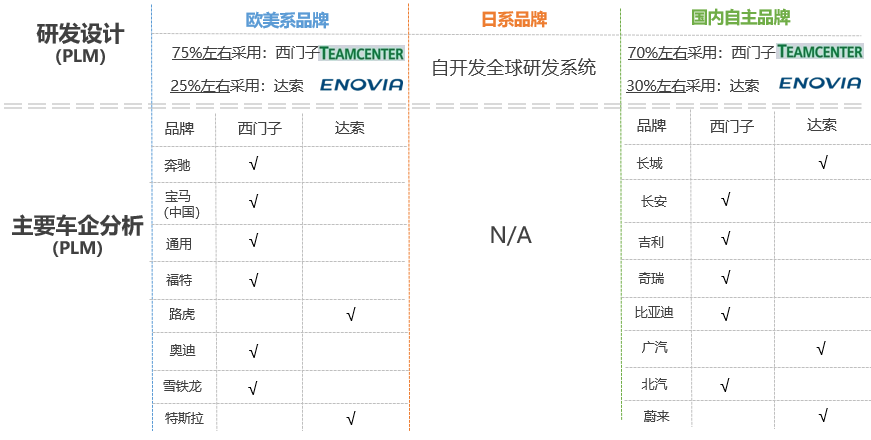 欧美系品牌 日系品牌 国内自主品牌
研发设计
(PLM)
75%左右采用：西门子 TEAMCENTER
25%左右采用：达索 ENOVIA
自开发全球研发系统
70%左右采用：西门子 TEAMCENTER
30%左右采用：达索 ENOVIA
主要车企分析
(PLM)
品牌 西门子 达索
奔驰 √
宝马
(中国) √
通用 √
福特 √
路虎 √
奥迪 √
雪铁龙 √
特斯拉 √
N/A
品牌 西门子 达索
长城 √
长安 √
吉利 √
奇瑞 √
比亚迪 √
广汽 √
北汽 √
蔚来 √